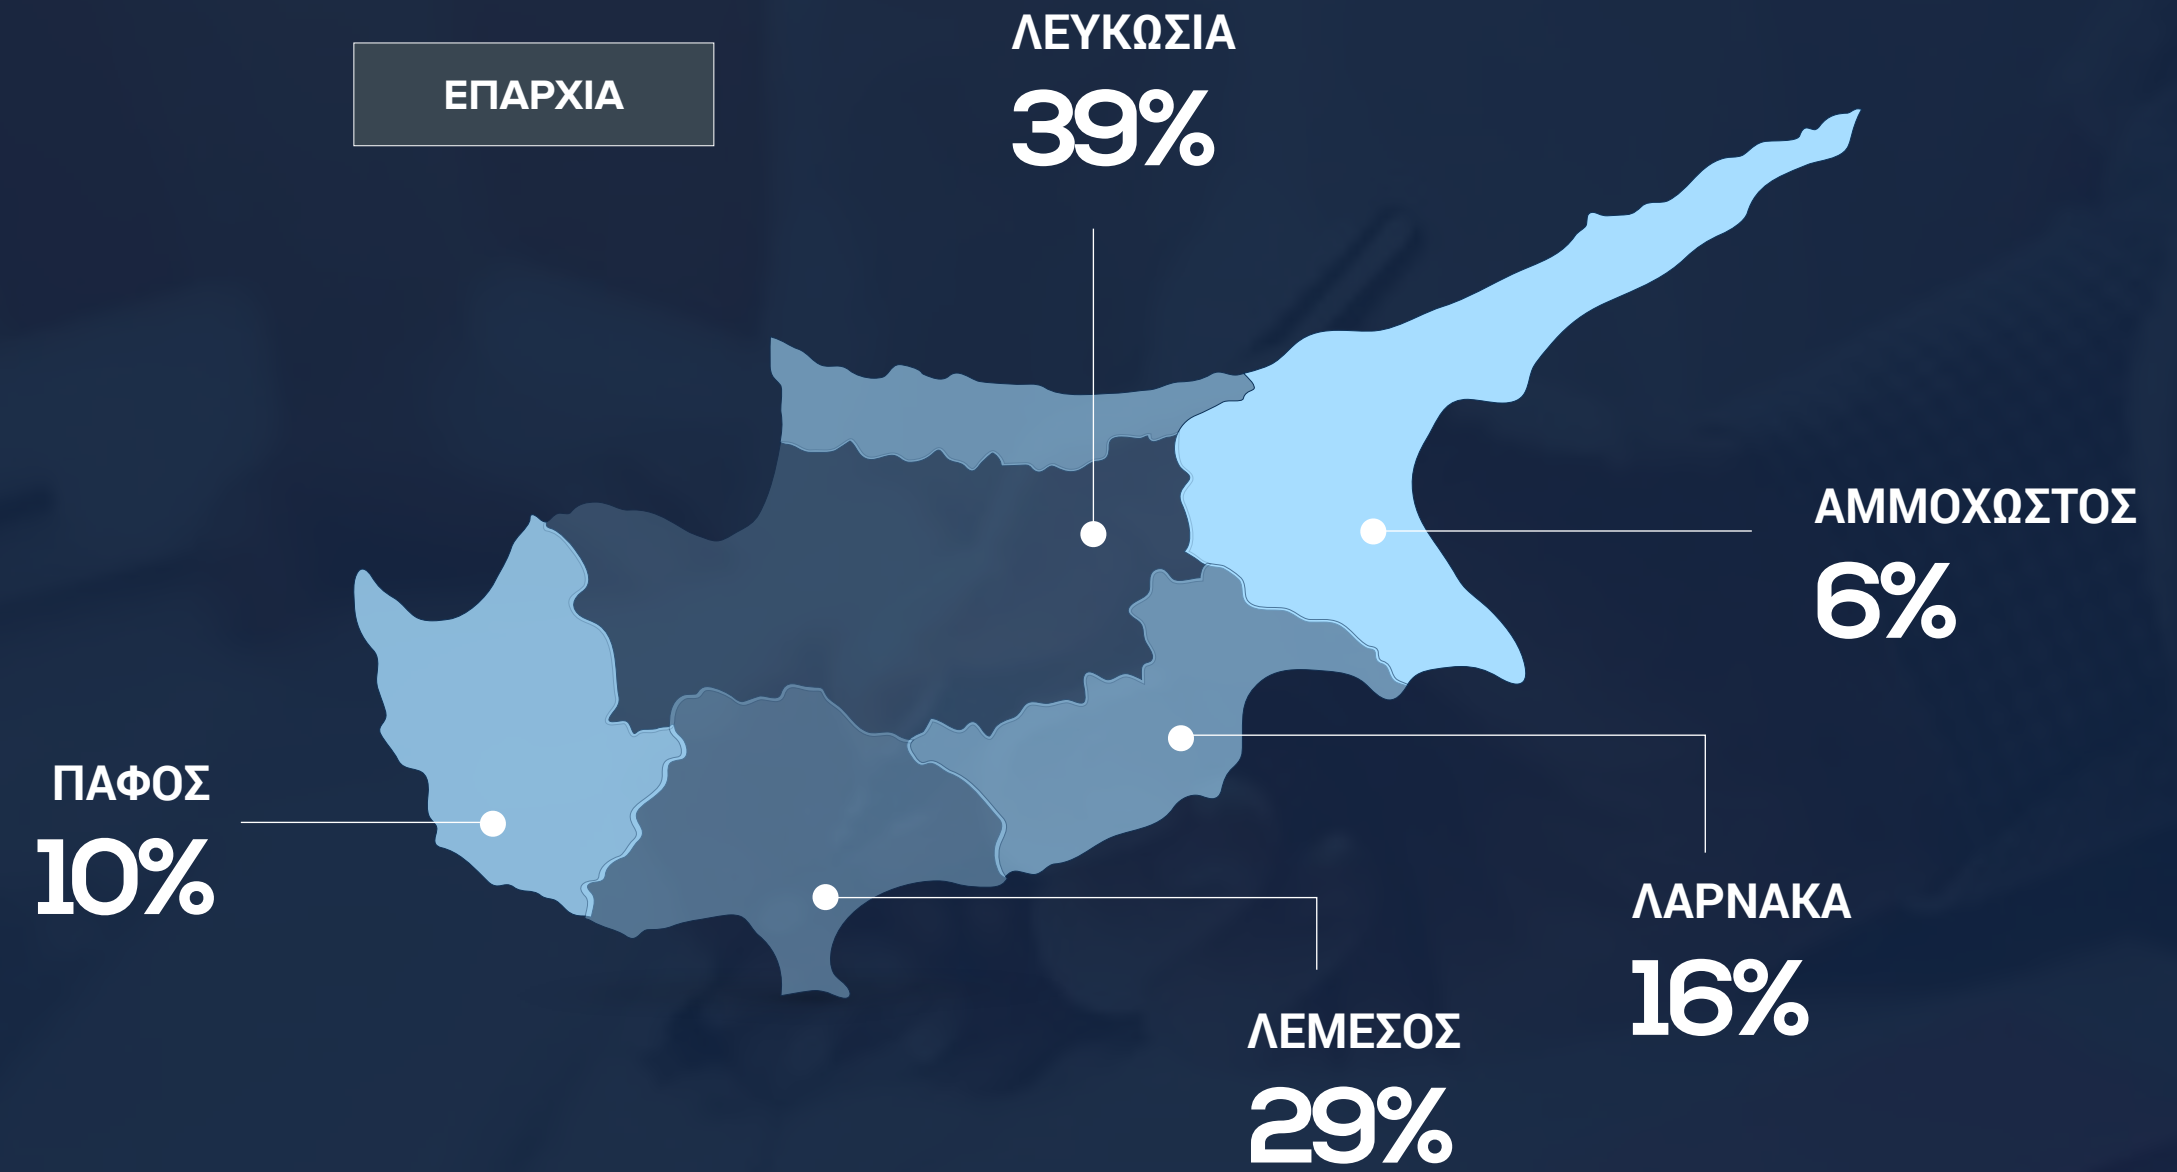 ΛΕΥΚΩΣΙΑ
39%
ΕΠΑΡΧΙΑ
ΑΜΜΟΧΩΣΤΟΣ
6%
ΠΑΦΟΣ
10%
ΛΑΡΝΑΚΑ
16%
ΛΕΜΕΣΟΣ
29%